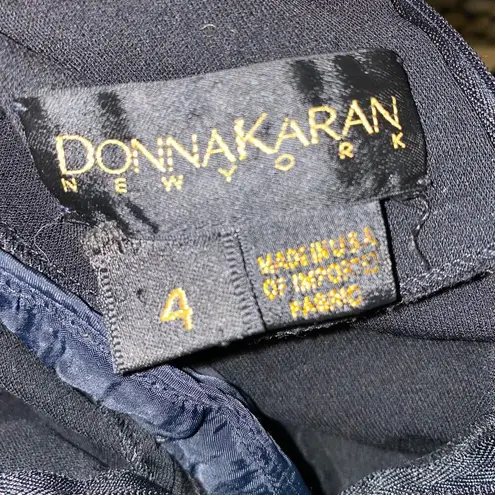 DONNAKARAN
NEW YORK
4
MADE IN U.S.A.
OF IMPORTED
FABRIC